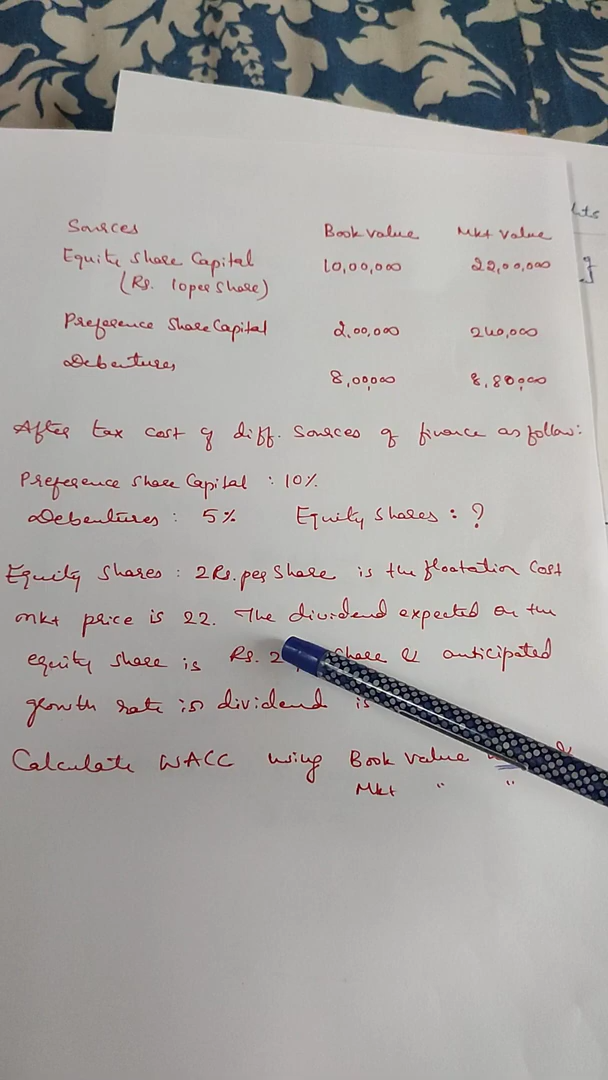 Lts
Sources Book value Mkt value
Equity share Capital 10,00,000 22,00,000
(Rs. 10 per share)
Preference Share Capital 2,00,000 240,000
Debentures
8,00,000 8,80,000
After tax cost of diff. sources of finance as follow:
Preference Share Capital : 10%
Debentures : 5% Equity shares : ?
Equity shares : 2 Rs. per share is the floatation cost
mkt price is 22. The dividend expected on the
equity share is Rs. 2 share & anticipated
growth rate in dividend is
Calculate WACC using Book value &
Mkt " "